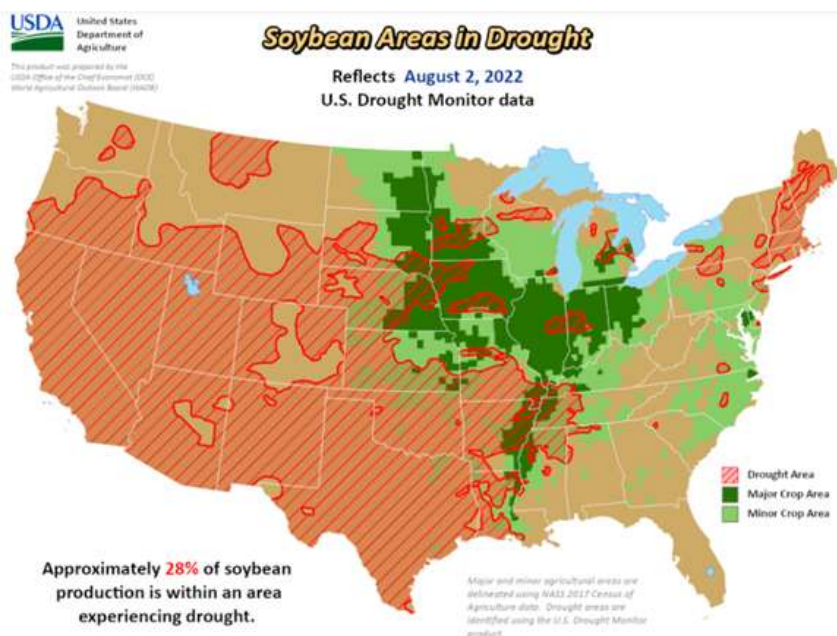 USDA
United States
Department of
Agriculture
This product was prepared by the
USDA Office of the Chief Economist (OCE)
World Agricultural Outlook Board (WAOB)
Soybean Areas in Drought
Reflects August 2, 2022
U.S. Drought Monitor data
Drought Area
Major Crop Area
Minor Crop Area
Approximately 28% of soybean
production is within an area
experiencing drought.
Major and minor agricultural areas are
delineated using NASS 2017 Census of
Agriculture data. Drought areas are
identified using the U.S. Drought Monitor
product.